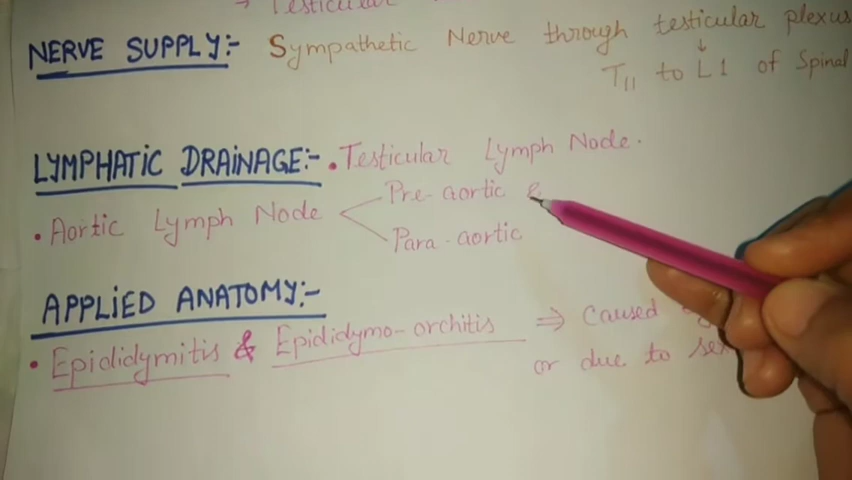 → Testicular
NERVE SUPPLY:- Sympathetic Nerve through testicular plexus
↓
T11 to L1 of Spinal
LYMPHATIC DRAINAGE:- • Testicular Lymph Node.
• Aortic Lymph Node Pre-aortic &
Para-aortic
APPLIED ANATOMY:-
• Epididymitis & Epididymo-orchitis ⇒ Caused
or due to